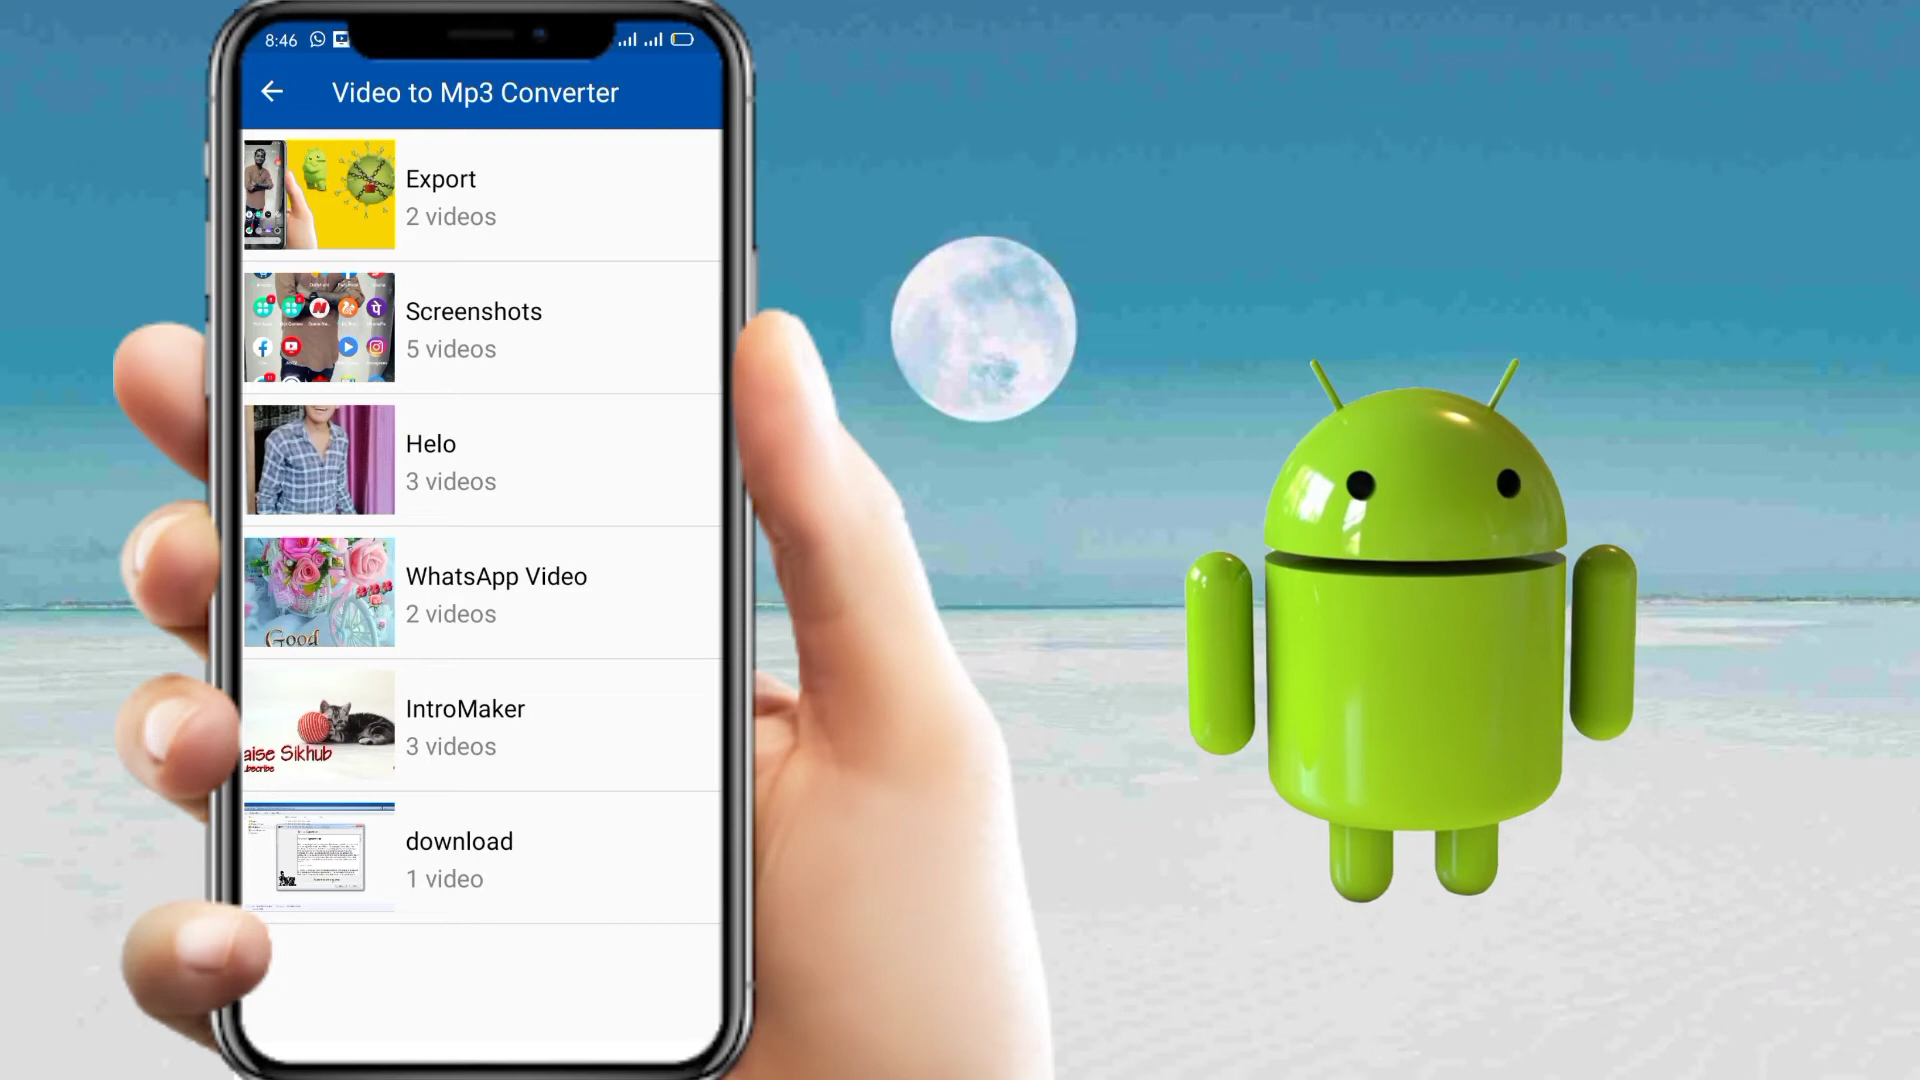 8:46
Video to Mp3 Converter
Export
2 videos
Screenshots
5 videos
Helo
3 videos
WhatsApp Video
2 videos
Good
IntroMaker
3 videos
aise Sikhub
download
1 video